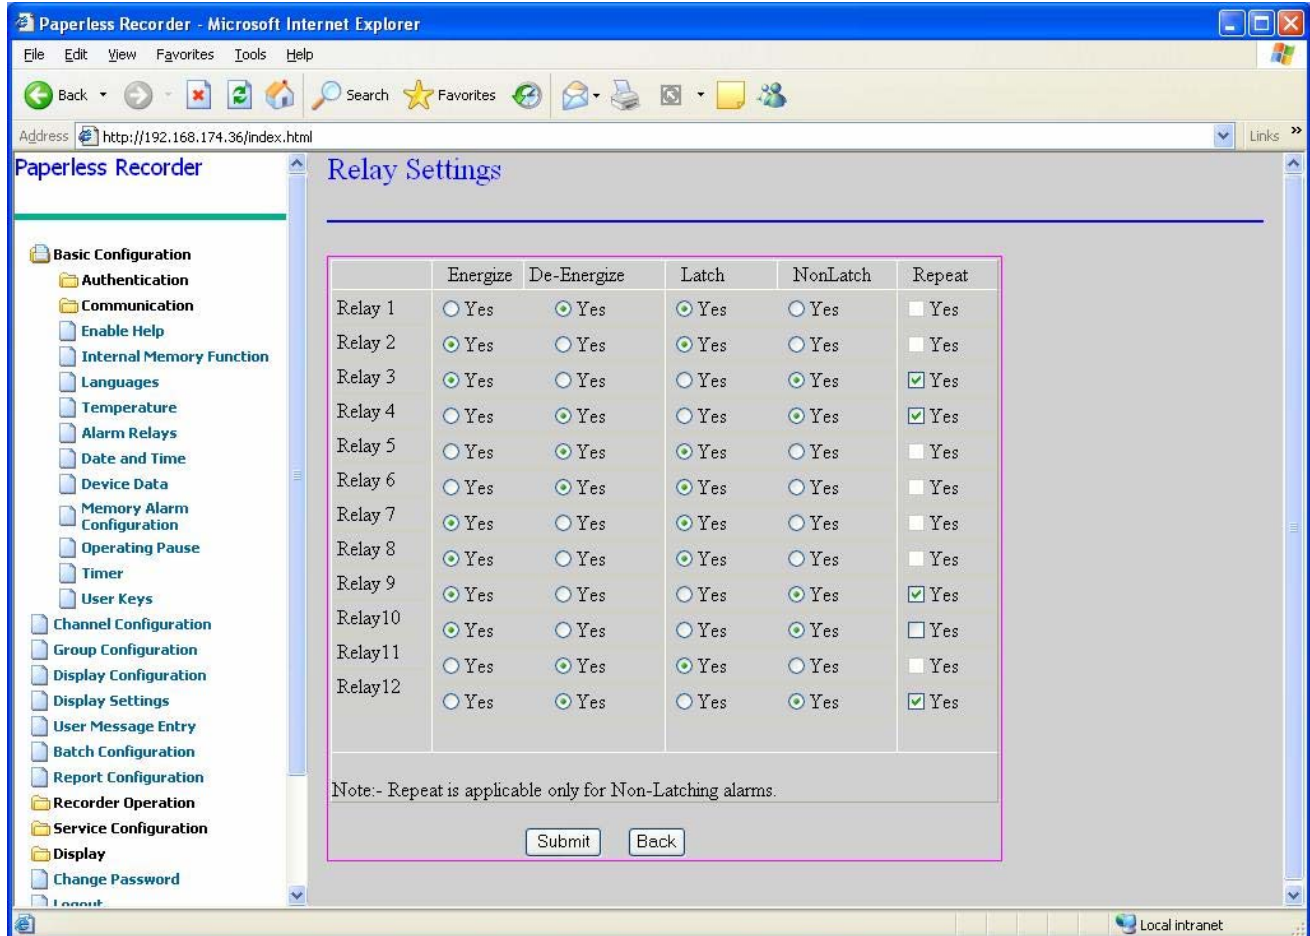 Paperless Recorder - Microsoft Internet Explorer
File Edit View Favorites Tools Help
Back Search Favorites
Address http://192.168.174.36/index.html Links »
Paperless Recorder
Basic Configuration
Authentication
Communication
Enable Help
Internal Memory Function
Languages
Temperature
Alarm Relays
Date and Time
Device Data
Memory Alarm
Configuration
Operating Pause
Timer
User Keys
Channel Configuration
Group Configuration
Display Configuration
Display Settings
User Message Entry
Batch Configuration
Report Configuration
Recorder Operation
Service Configuration
Display
Change Password
Logout
Relay Settings
Energize De-Energize Latch NonLatch Repeat
Relay 1 Yes Yes Yes Yes Yes
Relay 2 Yes Yes Yes Yes Yes
Relay 3 Yes Yes Yes Yes Yes
Relay 4 Yes Yes Yes Yes Yes
Relay 5 Yes Yes Yes Yes Yes
Relay 6 Yes Yes Yes Yes Yes
Relay 7 Yes Yes Yes Yes Yes
Relay 8 Yes Yes Yes Yes Yes
Relay 9 Yes Yes Yes Yes Yes
Relay10 Yes Yes Yes Yes Yes
Relay11 Yes Yes Yes Yes Yes
Relay12 Yes Yes Yes Yes Yes
Note:- Repeat is applicable only for Non-Latching alarms.
Submit Back
Local intranet